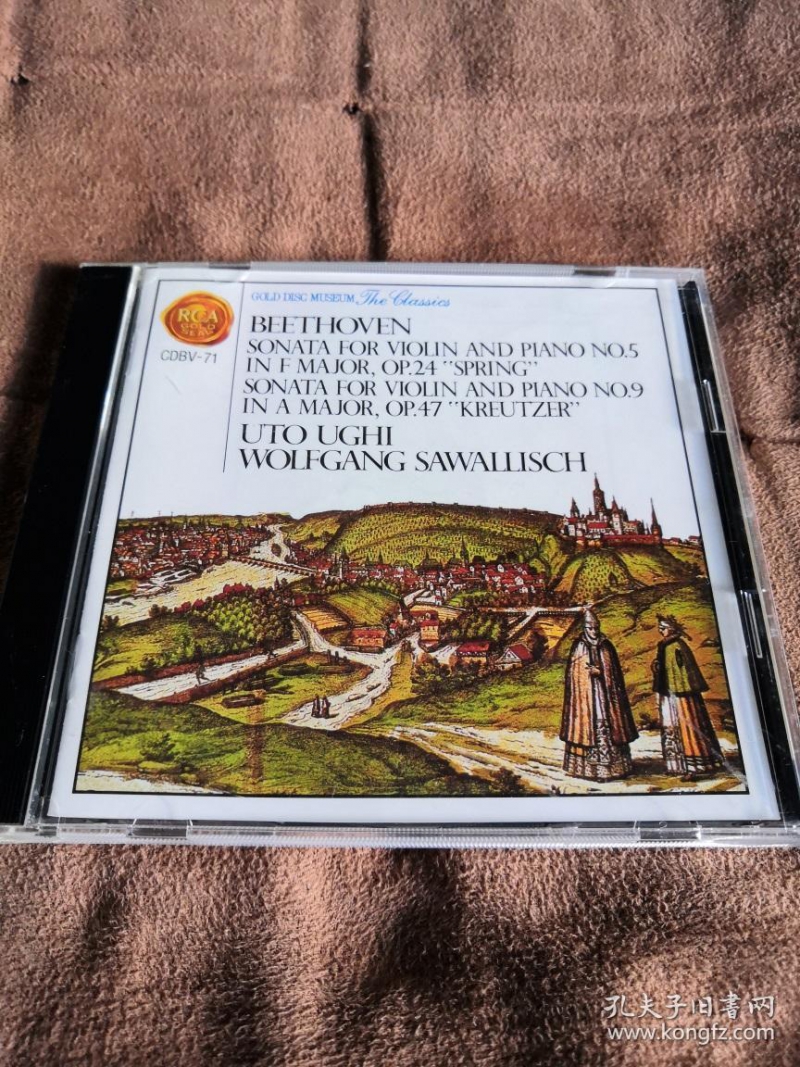 GOLD DISC MUSEUM The Classics
RCA
GOLD
SEAL
CDBV-71
BEETHOVEN
SONATA FOR VIOLIN AND PIANO NO.5
IN F MAJOR, OP.24 “SPRING”
SONATA FOR VIOLIN AND PIANO NO.9
IN A MAJOR, OP.47 “KREUTZER”
UTO UGHI
WOLFGANG SAWALLISCH
孔夫子旧書网
www.kongfz.com